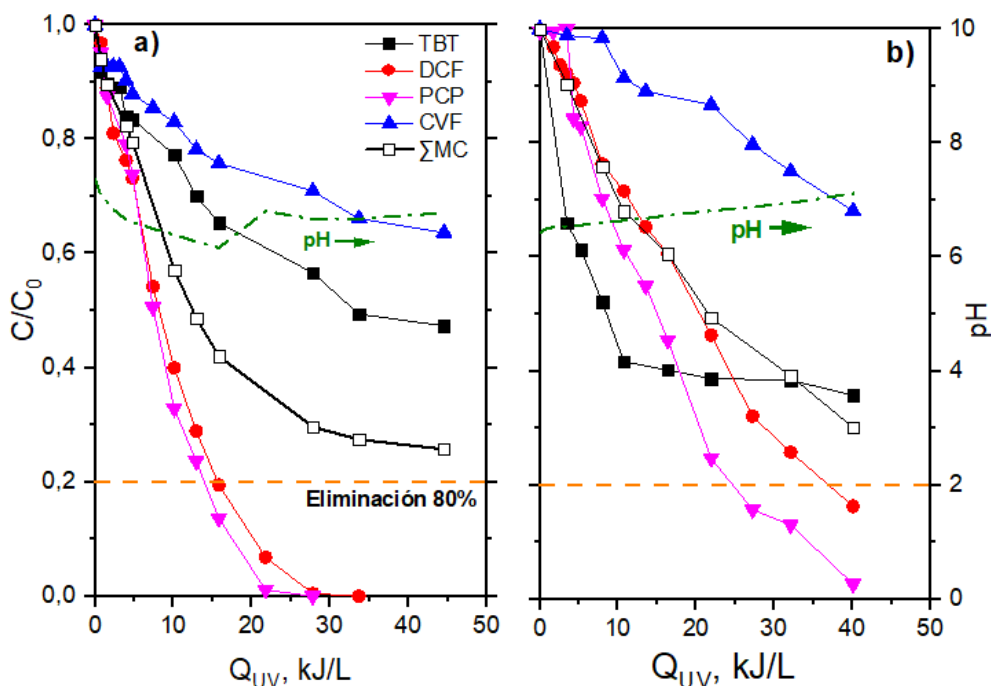 a)
TBT
DCF
PCP
CVF
∑MC
pH
Eliminación 80%
1,0
0,8
0,6
0,4
0,2
0,0
C/C₀
0 10 20 30 40 50
Q_UV, kJ/L
b)
pH
10
8
6
4
2
0
pH
0 10 20 30 40 50
Q_UV, kJ/L